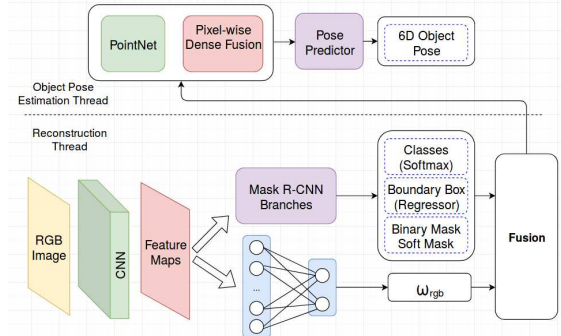 PointNet
Pixel-wise
Dense Fusion
Pose
Predictor
6D Object
Pose
Object Pose
Estimation Thread
Reconstruction
Thread
Classes
(Softmax)
Mask R-CNN
Branches
Boundary Box
(Regressor)
Binary Mask
Soft Mask
RGB
Image
CNN
Feature
Maps
Fusion
...
ωrgb